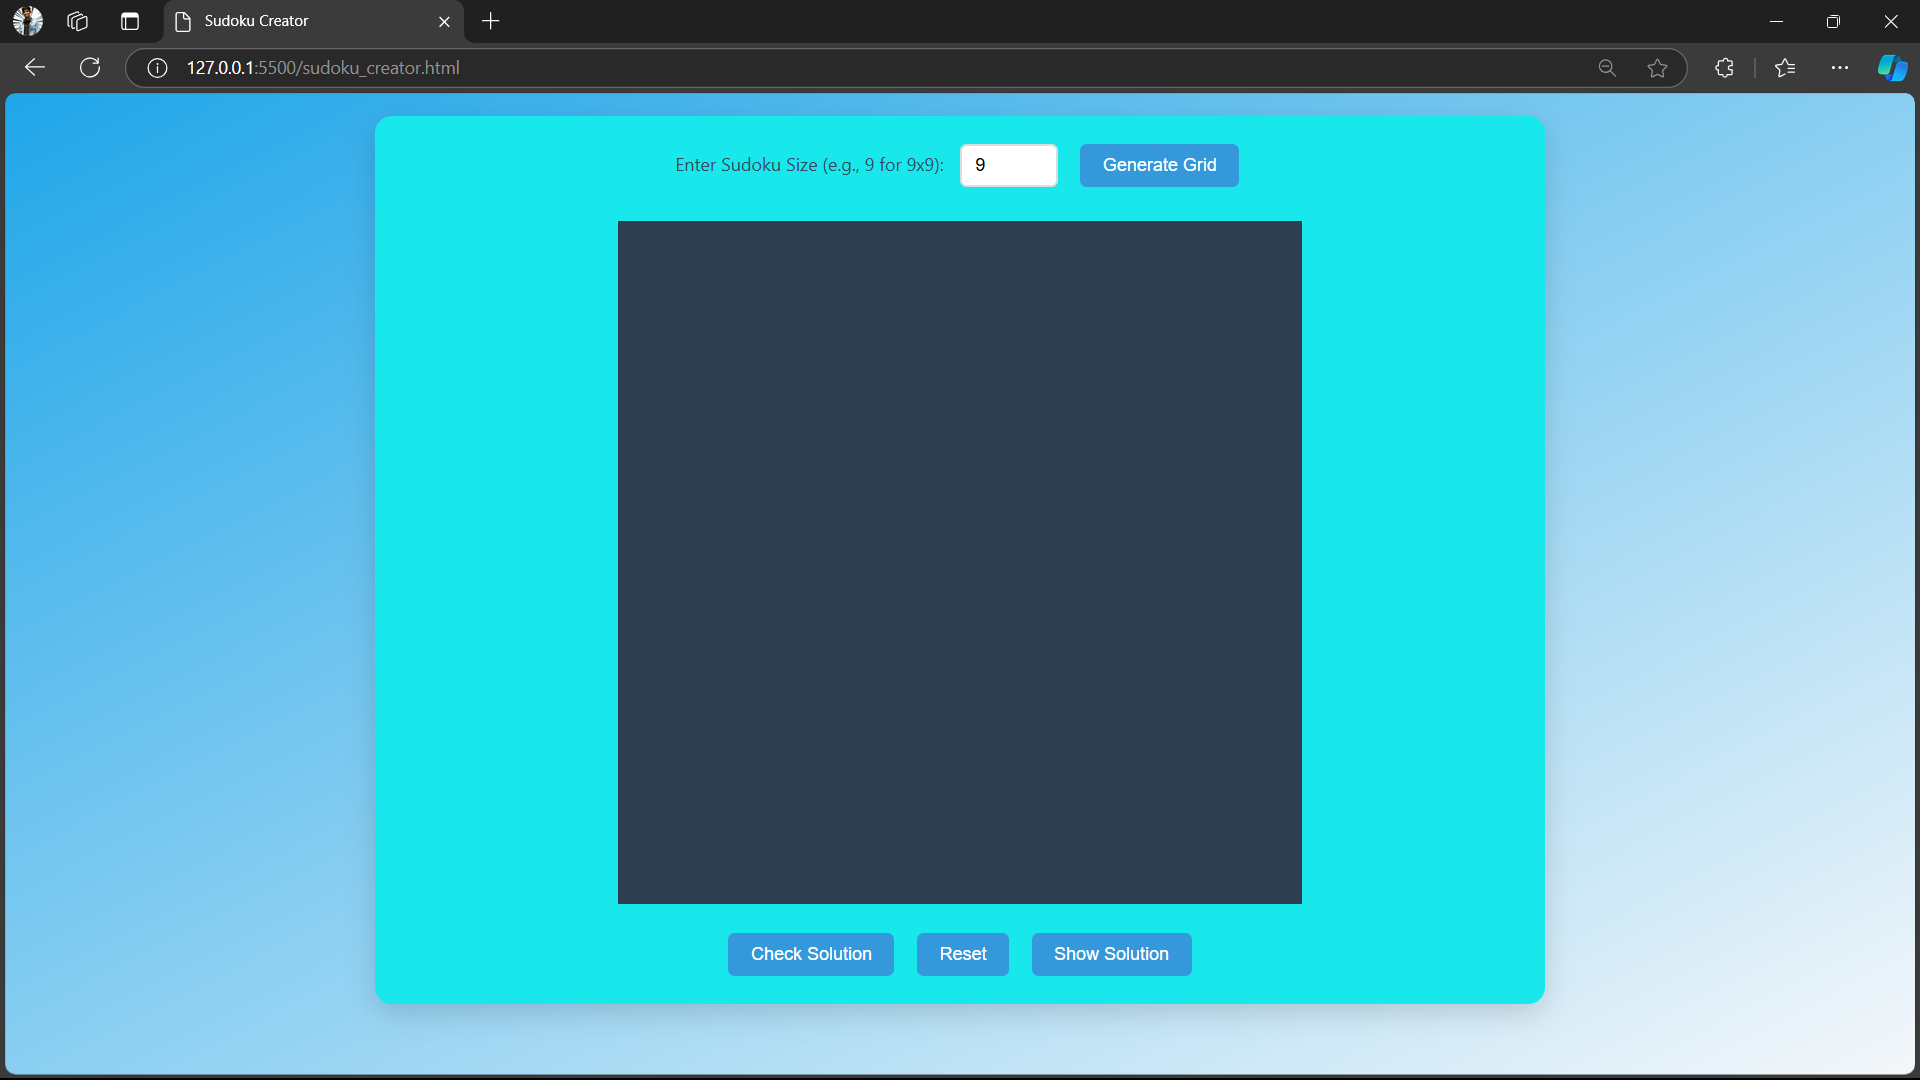 Sudoku Creator
127.0.0.1:5500/sudoku_creator.html
Enter Sudoku Size (e.g., 9 for 9x9): 9 Generate Grid
Check Solution Reset Show Solution